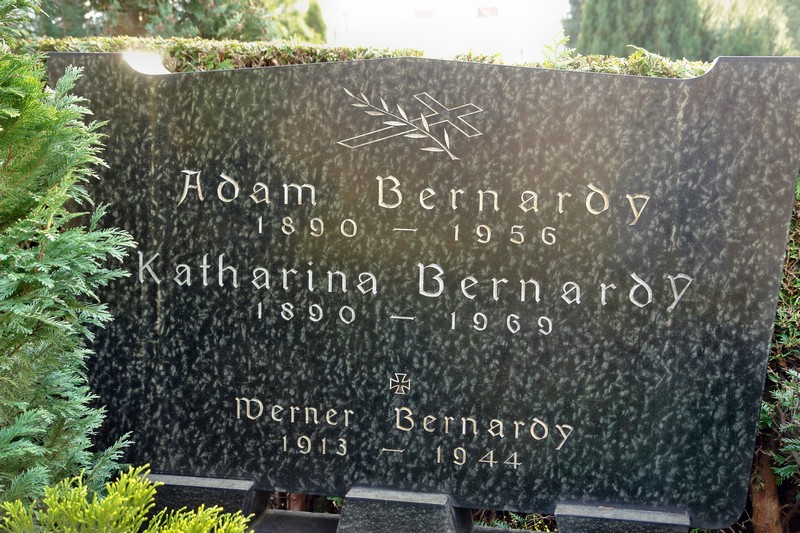 Adam Bernardy
1890 — 1956
Katharina Bernardy
1890 — 1969
Werner Bernardy
1913 — 1944